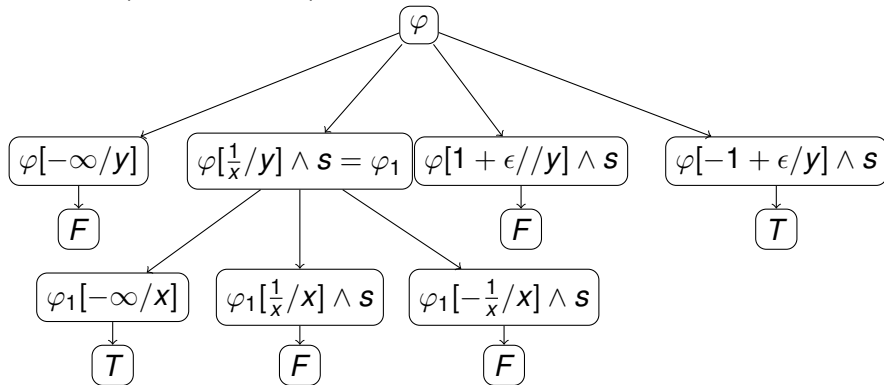 φ
φ[−∞/y] φ[1/x/y] ∧ s = φ₁ φ[1 + ϵ//y] ∧ s φ[−1 + ϵ/y] ∧ s
F F T
φ₁[−∞/x] φ₁[1/x/x] ∧ s φ₁[−1/x/x] ∧ s
T F F